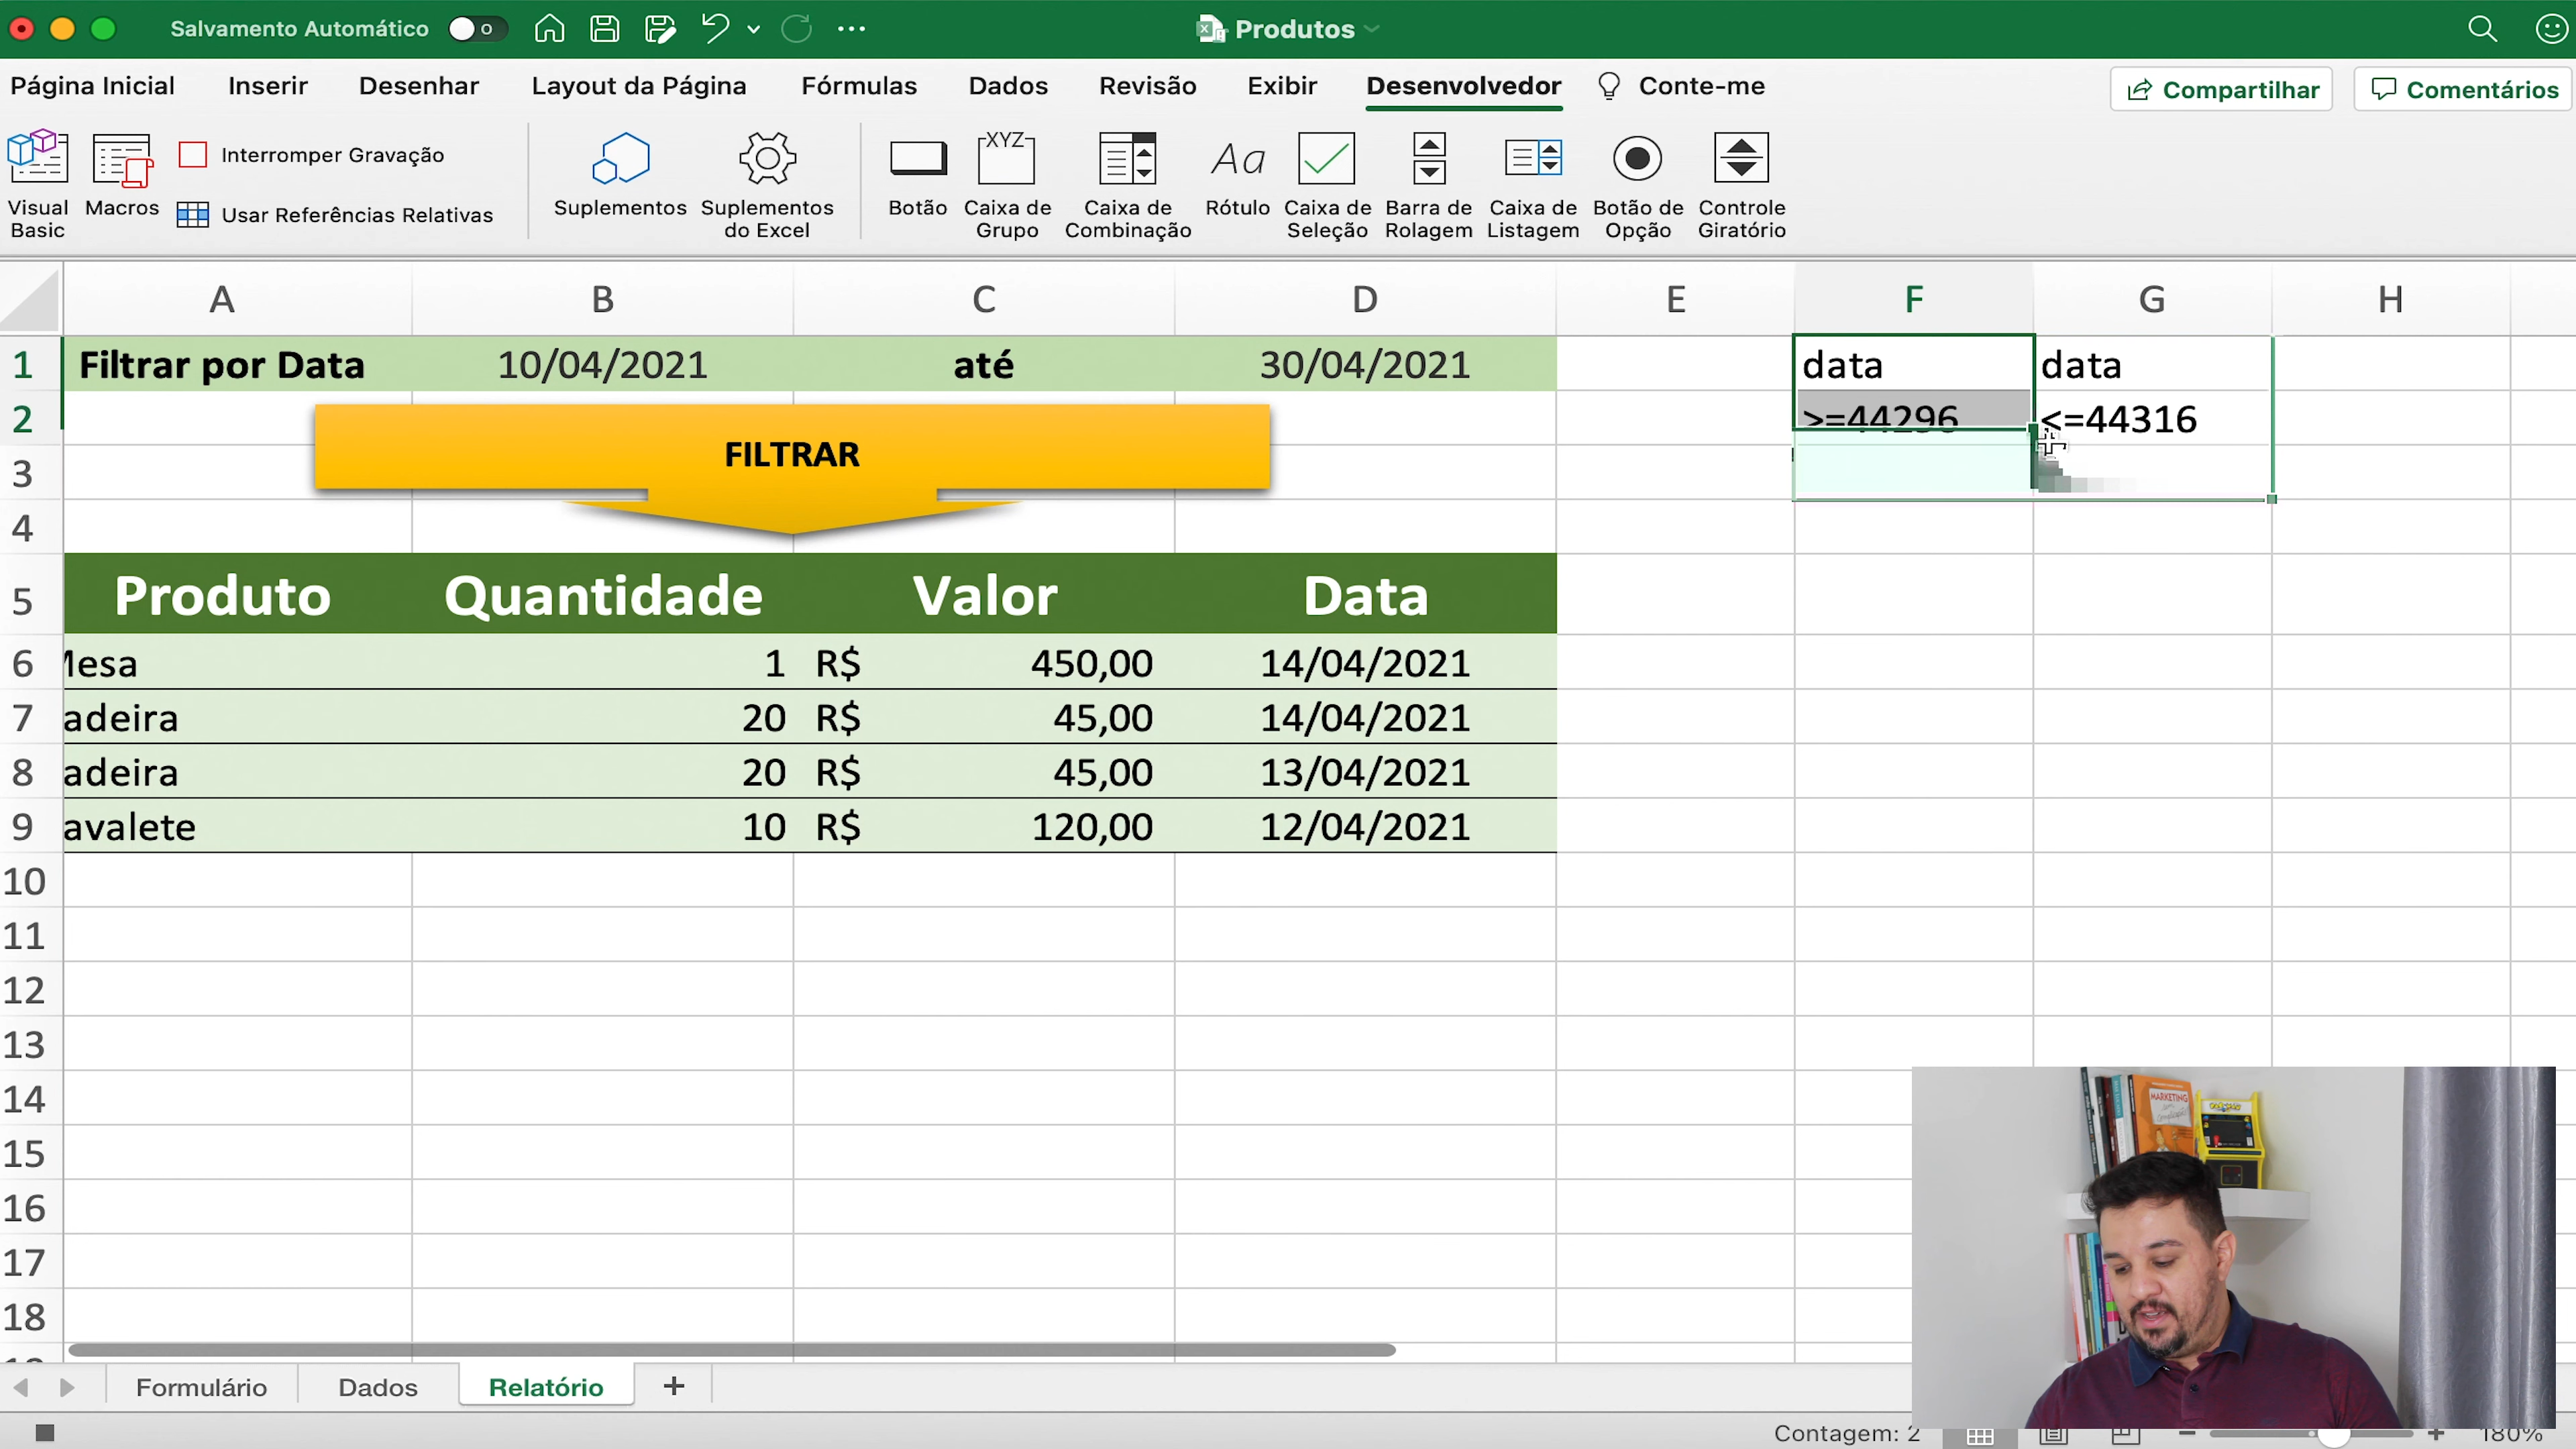 Salvamento Automático
Produtos
Página Inicial Inserir Desenhar Layout da Página Fórmulas Dados Revisão Exibir Desenvolvedor Conte-me Compartilhar Comentários
Visual Basic
Macros
Interromper Gravação
Usar Referências Relativas
Suplementos
Suplementos do Excel
Botão
XYZ
Caixa de Grupo
Caixa de Combinação
Aa
Rótulo
Caixa de Seleção
Barra de Rolagem
Caixa de Listagem
Botão de Opção
Controle Giratório
A B C D E F G H
1 Filtrar por Data 10/04/2021 até 30/04/2021 data data
2 >=44296 <=44316
FILTRAR
3
4
5 Produto Quantidade Valor Data
6 Mesa 1 R$ 450,00 14/04/2021
7 adeira 20 R$ 45,00 14/04/2021
8 adeira 20 R$ 45,00 13/04/2021
9 avalete 10 R$ 120,00 12/04/2021
10
11
12
13
14
15
16
17
18
MARKETING
Formulário Dados Relatório +
Contagem: 2 180%